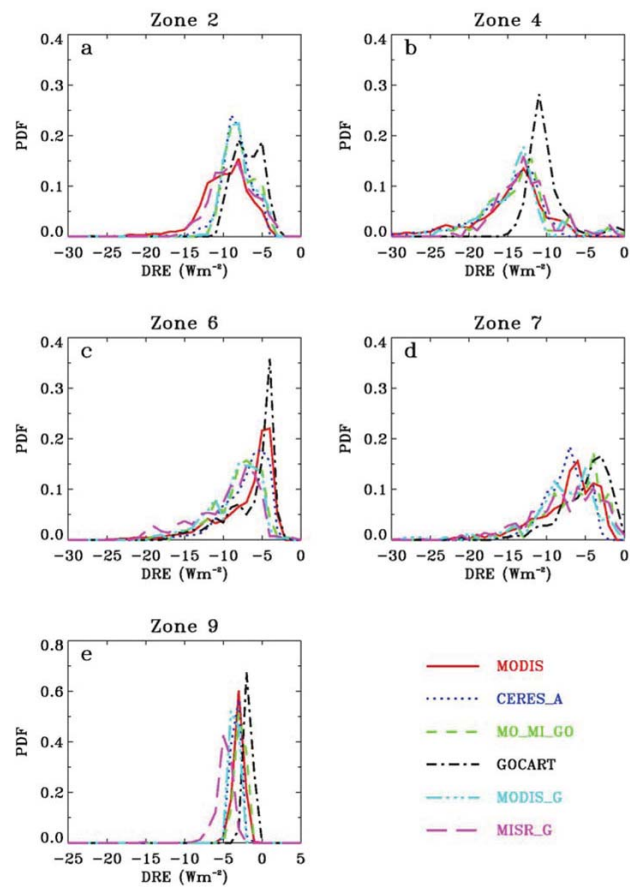 Zone 2
a
0.4
0.3
0.2
0.1
0.0
PDF
-30 -25 -20 -15 -10 -5 0
DRE (Wm⁻²)
Zone 4
b
0.4
0.3
0.2
0.1
0.0
PDF
-30 -25 -20 -15 -10 -5 0
DRE (Wm⁻²)
Zone 6
c
0.4
0.3
0.2
0.1
0.0
PDF
-30 -25 -20 -15 -10 -5 0
DRE (Wm⁻²)
Zone 7
d
0.4
0.3
0.2
0.1
0.0
PDF
-30 -25 -20 -15 -10 -5 0
DRE (Wm⁻²)
Zone 9
e
0.8
0.6
0.4
0.2
0.0
PDF
-25 -20 -15 -10 -5 0 5
DRE (Wm⁻²)
MODIS
CERES_A
MO_MI_GO
GOCART
MODIS_G
MISR_G